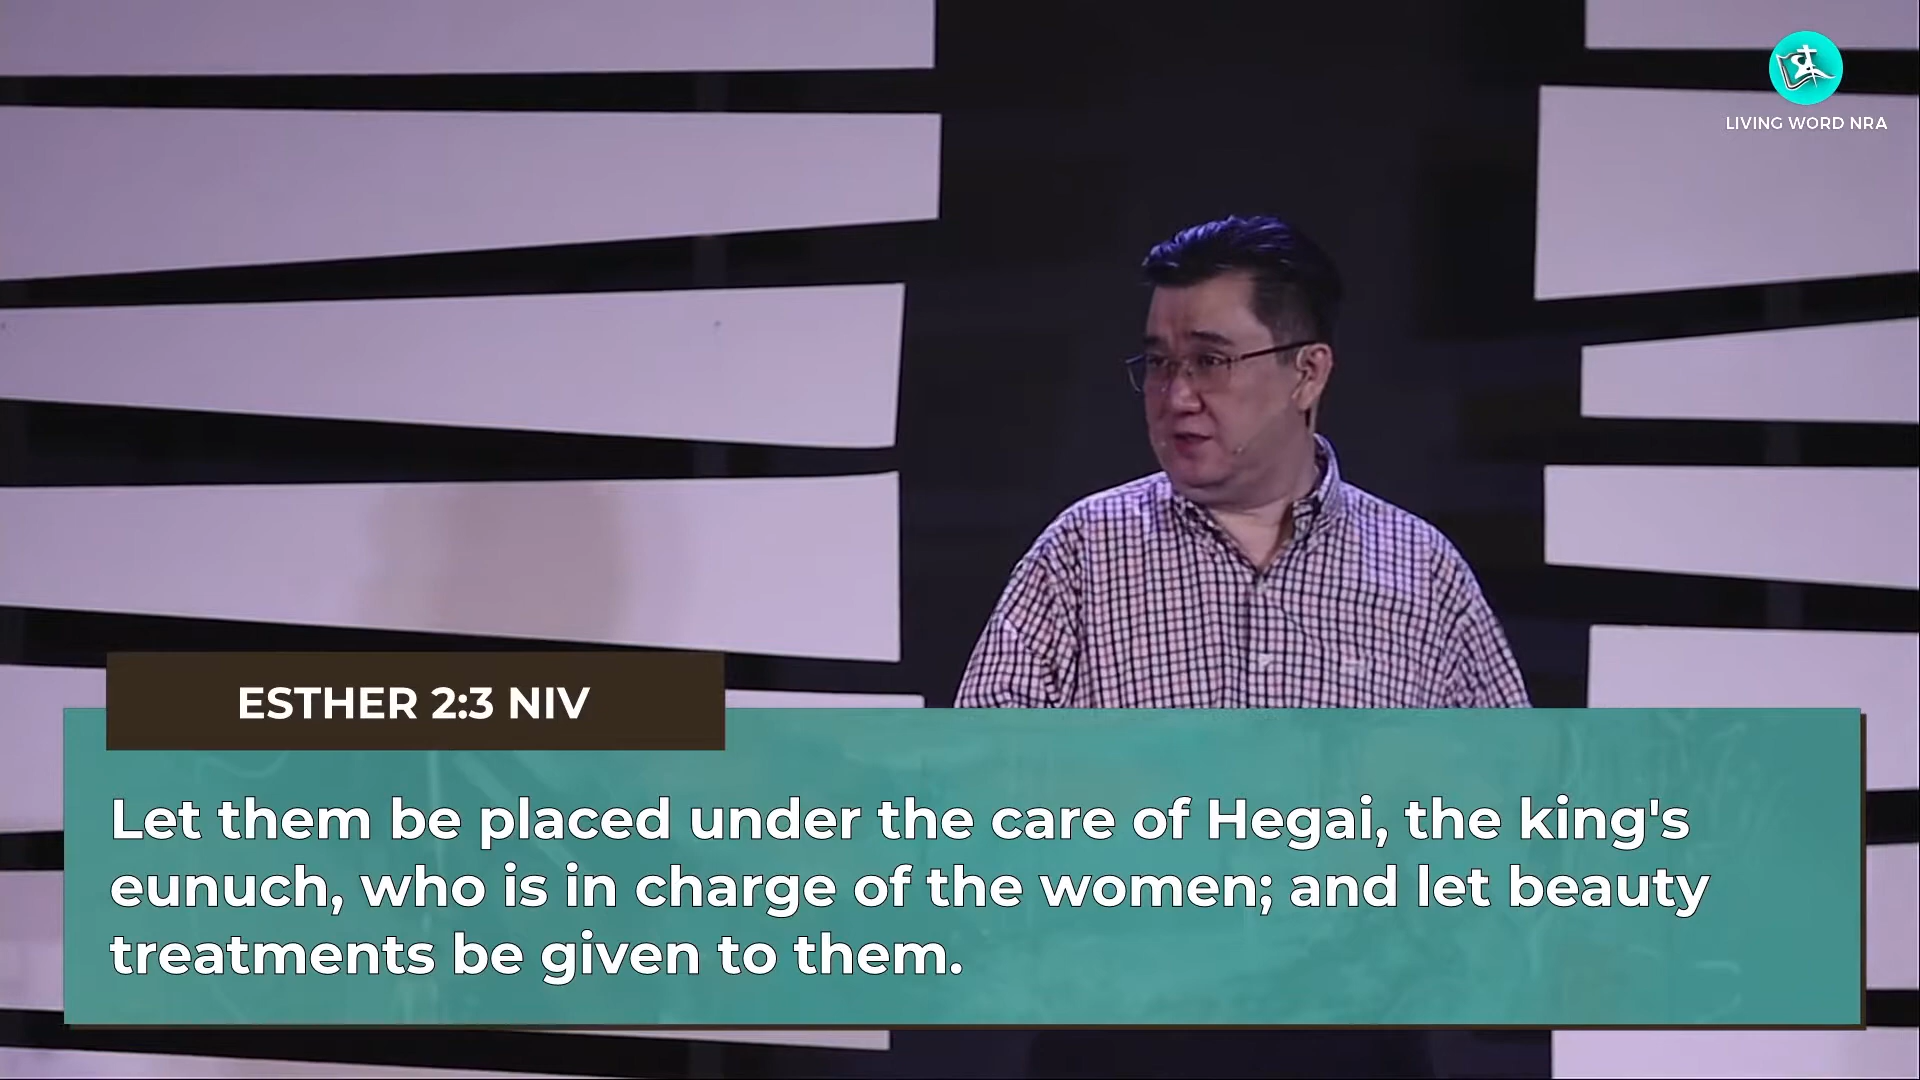 LIVING WORD NRA
ESTHER 2:3 NIV
Let them be placed under the care of Hegai, the king's
eunuch, who is in charge of the women; and let beauty
treatments be given to them.